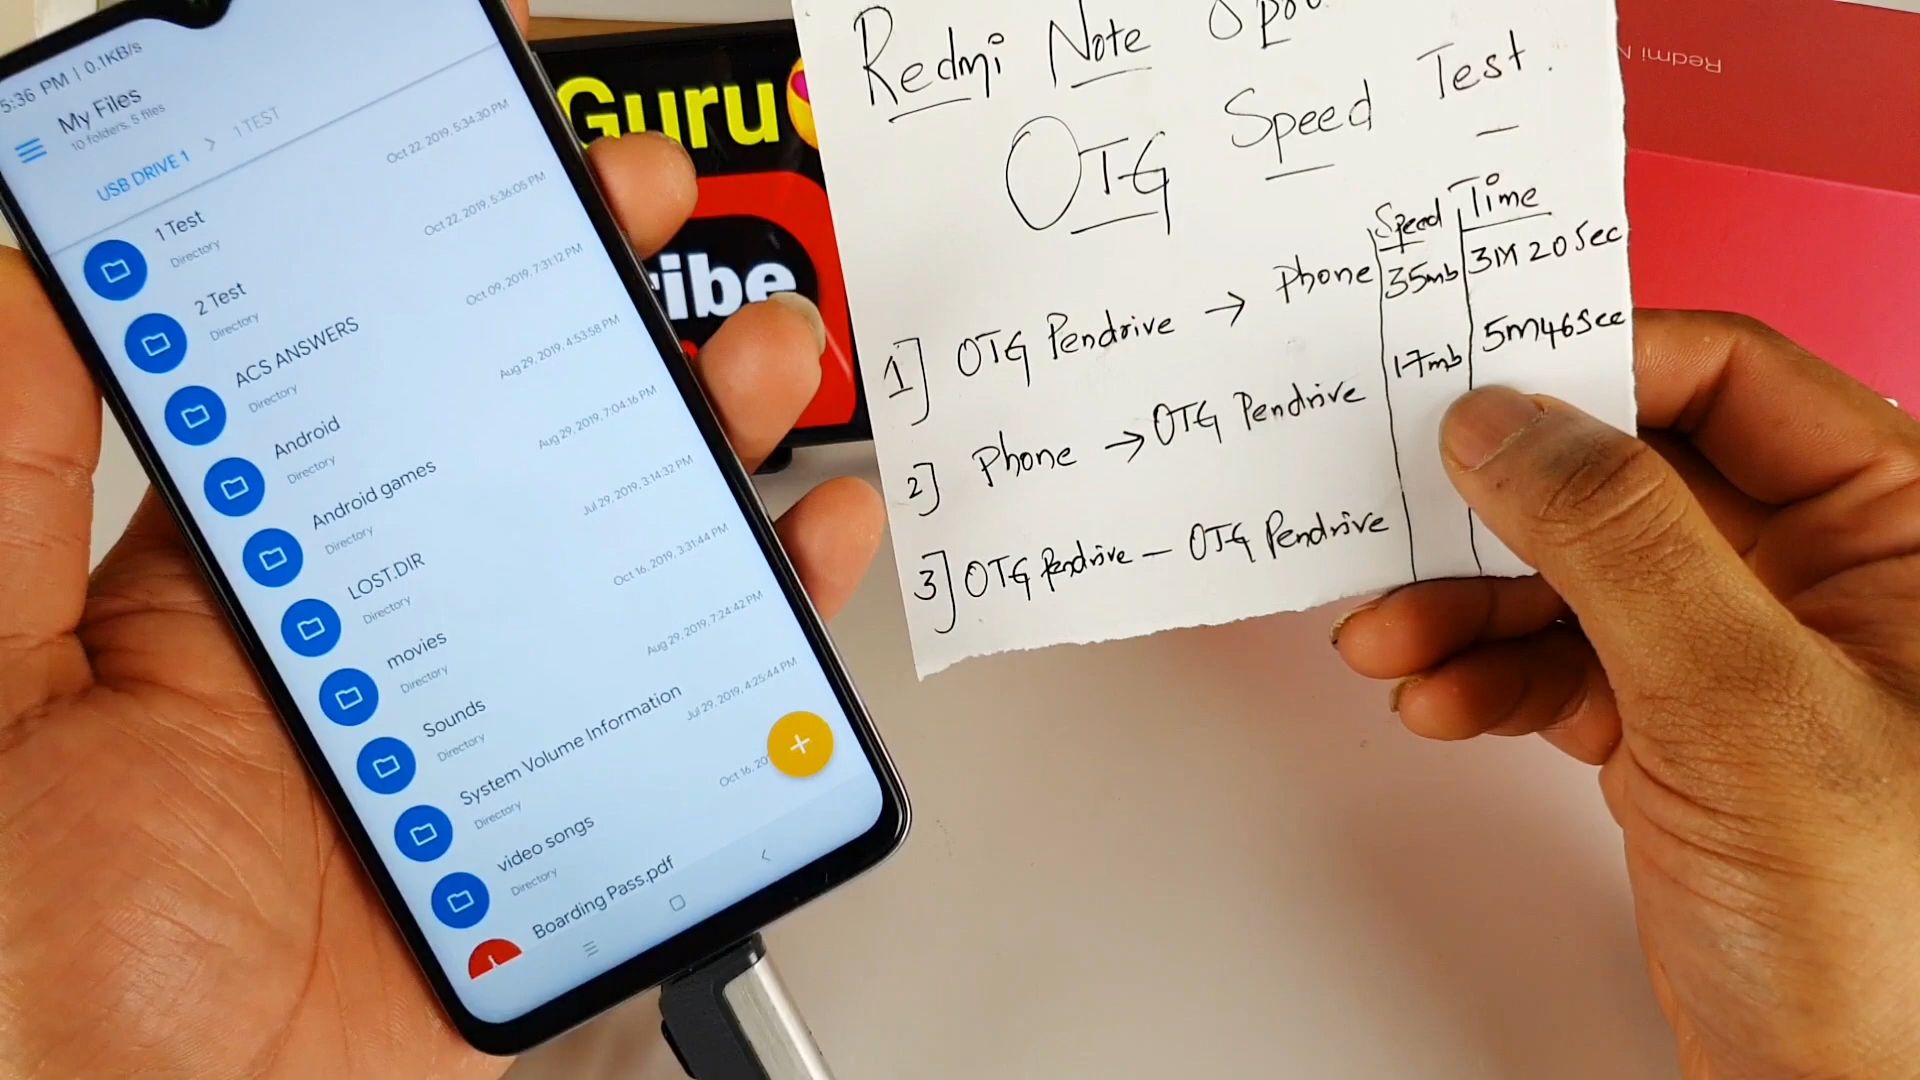 5:36 PM | 0.1KB/s
My Files
10 folders, 5 files
USB DRIVE 1 > 1 TEST
1 Test
Directory
Oct 22, 2019, 5:34:30 PM
2 Test
Directory
Oct 22, 2019, 5:36:05 PM
ACS ANSWERS
Directory
Oct 09, 2019, 7:31:12 PM
Android
Directory
Aug 29, 2019, 4:53:58 PM
Android games
Directory
Aug 29, 2019, 7:04:16 PM
LOST.DIR
Directory
Jul 29, 2019, 3:14:32 PM
movies
Directory
Oct 16, 2019, 3:31:44 PM
Sounds
Directory
Aug 29, 2019, 7:24:42 PM
System Volume Information
Directory
Jul 29, 2019, 4:25:44 PM
video songs
Directory
Oct 16, 20
Boarding Pass.pdf
Guru
ribe
Redmi Note
OTG Speed Test.
Speed Time
1] OTG Pendrive → Phone 35mb 3M 20Sec
2] Phone → OTG Pendrive 17mb 5M46Sec
3] OTG Pendrive - OTG Pendrive
Redmi N